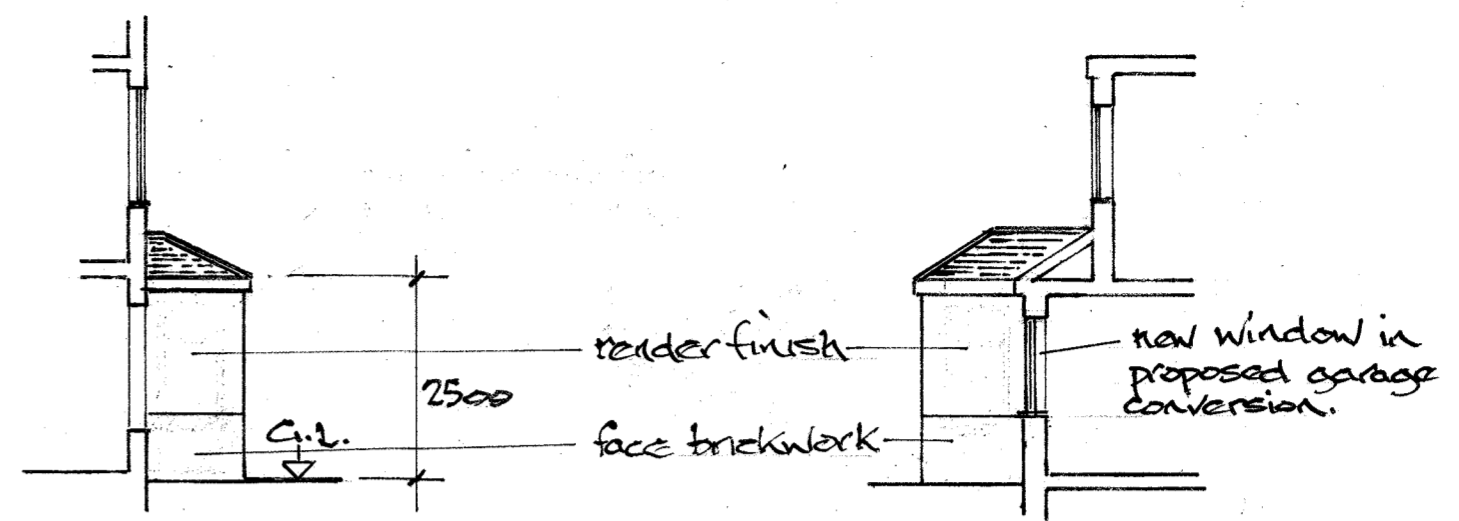 render finish
new window in
proposed garage
conversion.
2500
G.L.
face brickwork